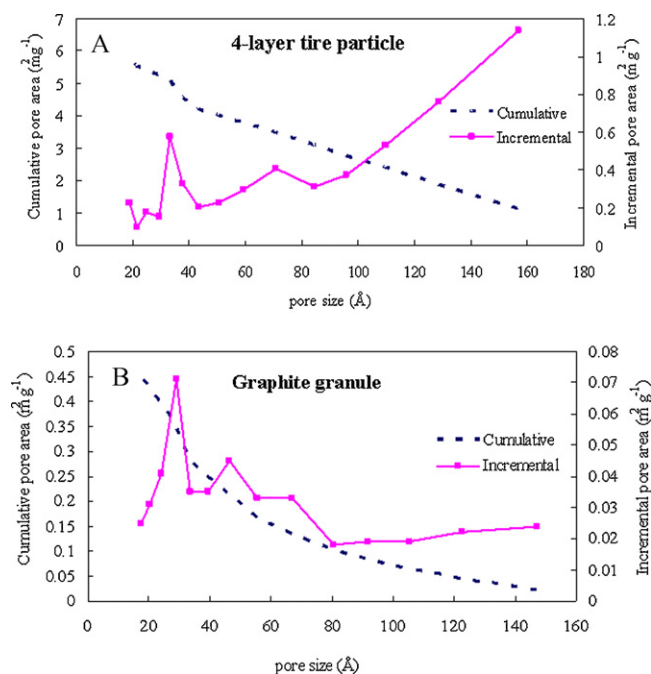 A
4-layer tire particle
Cumulative pore area (m²g⁻¹)
Incremental pore area (m²g⁻¹)
7
6
5
4
3
2
1
0
1.2
1
0.8
0.6
0.4
0.2
0
Cumulative
Incremental
0 20 40 60 80 100 120 140 160 180
pore size (Å)
B
Graphite granule
Cumulative pore area (m²g⁻¹)
Incremental pore area (m²g⁻¹)
0.5
0.45
0.4
0.35
0.3
0.25
0.2
0.15
0.1
0.05
0
0.08
0.07
0.06
0.05
0.04
0.03
0.02
0.01
0
Cumulative
Incremental
0 20 40 60 80 100 120 140 160
pore size (Å)